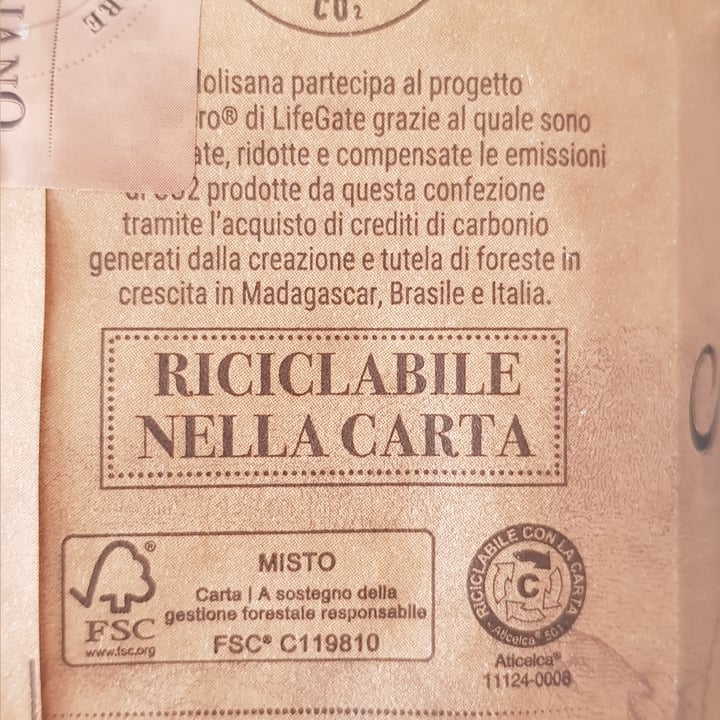 CO2
olisana partecipa al progetto
ro® di LifeGate grazie al quale sono
ate, ridotte e compensate le emissioni
2 prodotte da questa confezione
tramite l'acquisto di crediti di carbonio
generati dalla creazione e tutela di foreste in
crescita in Madagascar, Brasile e Italia.
RICICLABILE
NELLA CARTA
FSC®
www.fsc.org
MISTO
Carta | A sostegno della
gestione forestale responsabile
FSC® C119810
RICICLABILE CON LA CARTA
C
- Aticelca® 501 -
Aticelca®
11124-0008